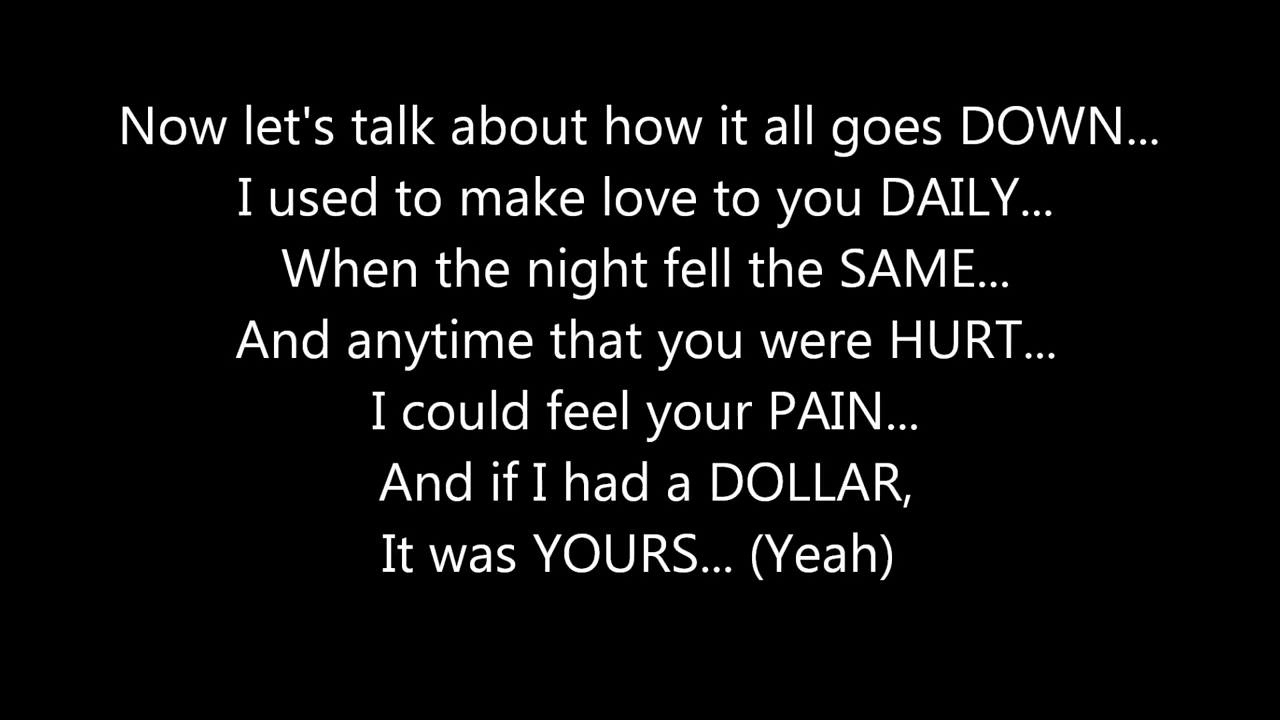 Now let's talk about how it all goes DOWN...
I used to make love to you DAILY...
When the night fell the SAME...
And anytime that you were HURT...
I could feel your PAIN...
And if I had a DOLLAR,
It was YOURS... (Yeah)